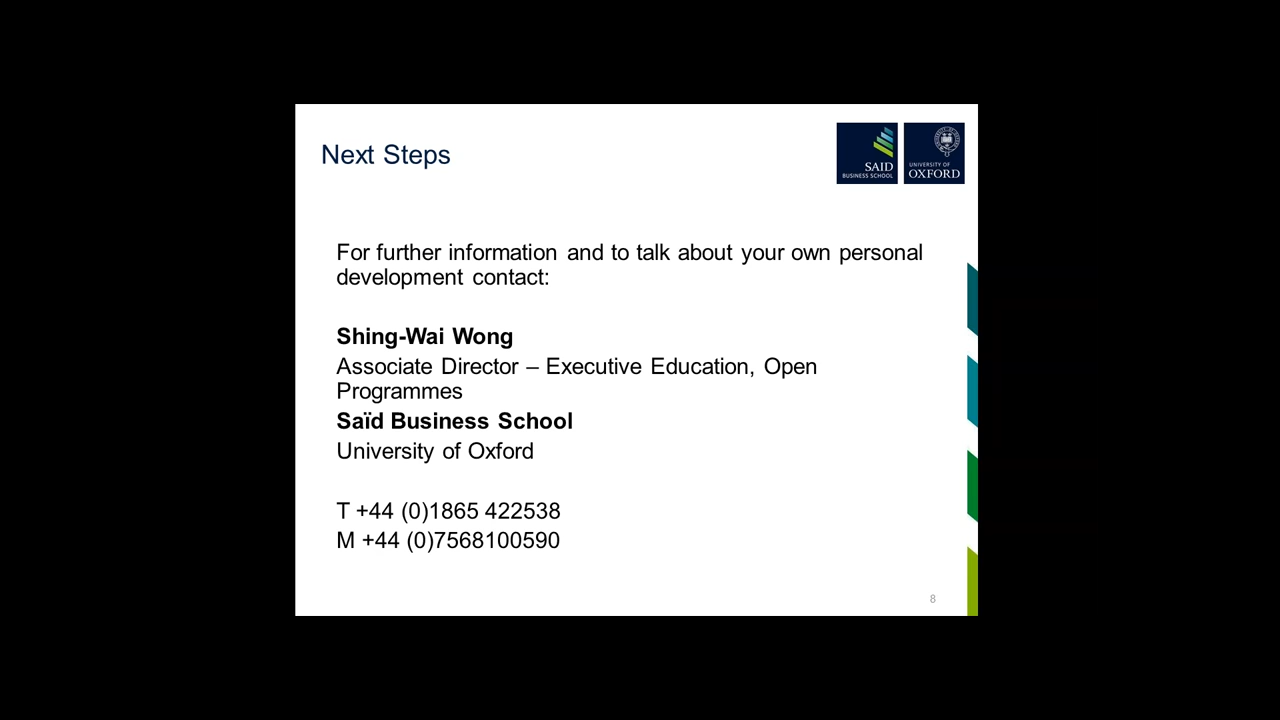 Next Steps
SAID
BUSINESS SCHOOL
UNIVERSITY OF
OXFORD
For further information and to talk about your own personal
development contact:
Shing-Wai Wong
Associate Director – Executive Education, Open
Programmes
Saïd Business School
University of Oxford
T +44 (0)1865 422538
M +44 (0)7568100590
8